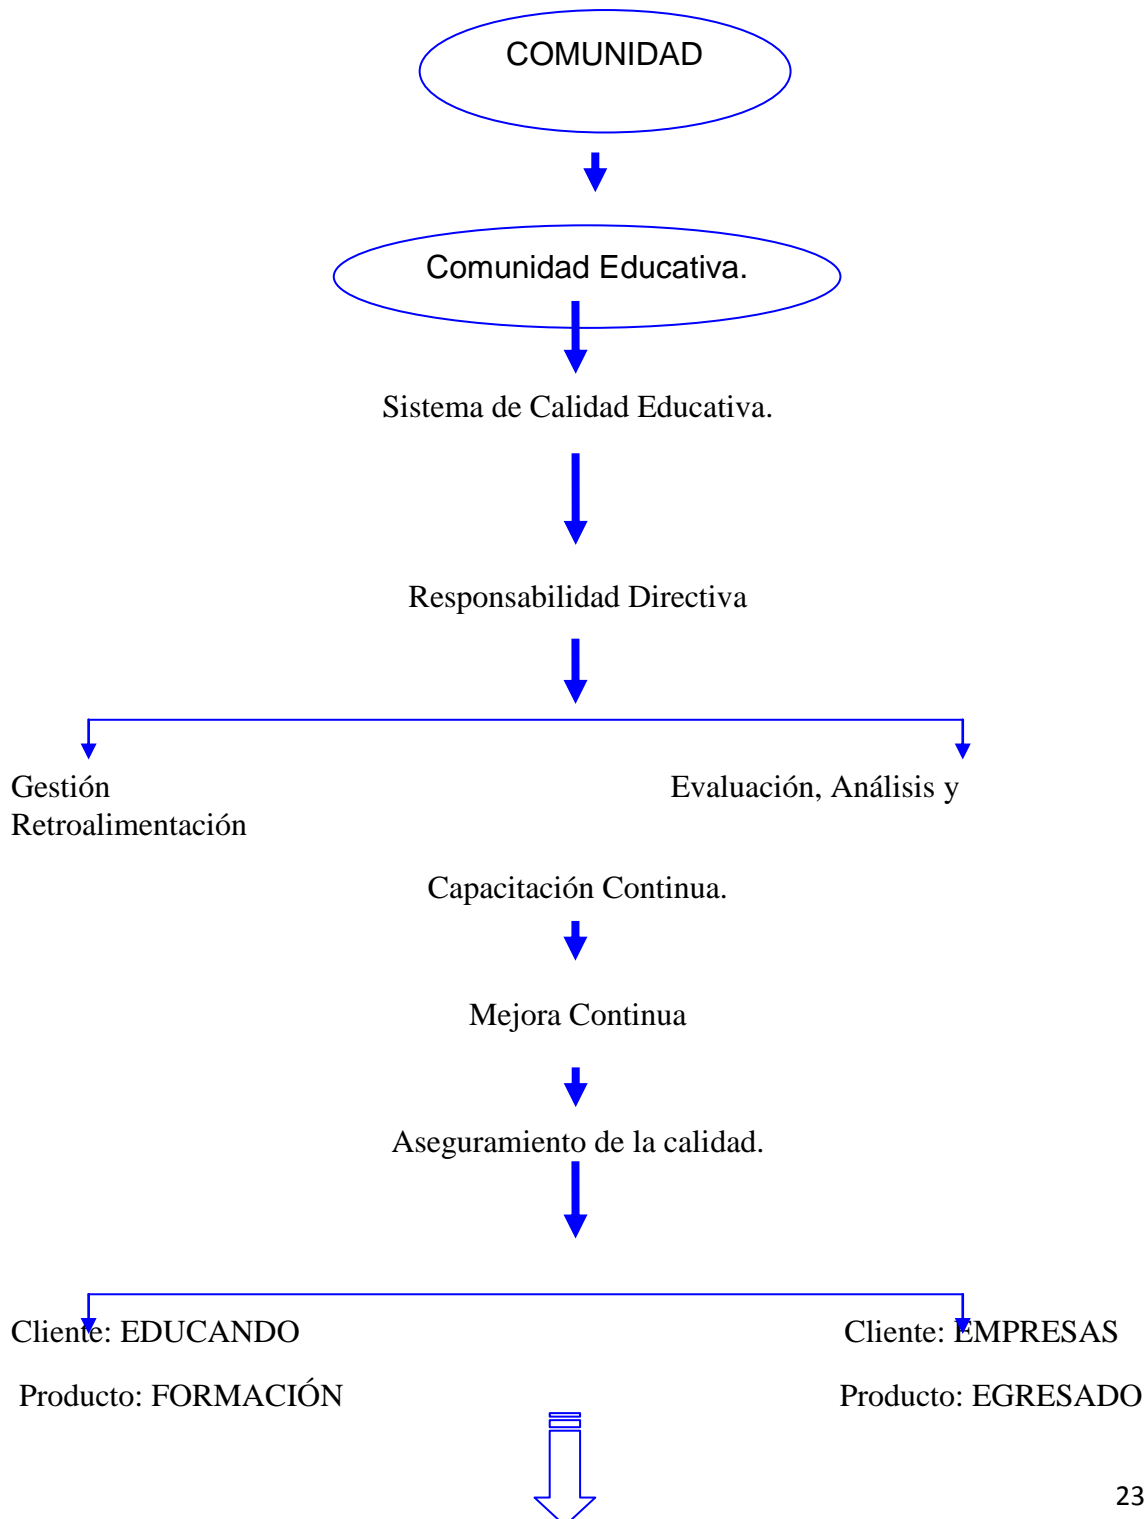 COMUNIDAD
Comunidad Educativa.
Sistema de Calidad Educativa.
Responsabilidad Directiva
Gestión Evaluación, Análisis y
Retroalimentación
Capacitación Continua.
Mejora Continua
Aseguramiento de la calidad.
Cliente: EDUCANDO Cliente: EMPRESAS
Producto: FORMACIÓN Producto: EGRESADO
23